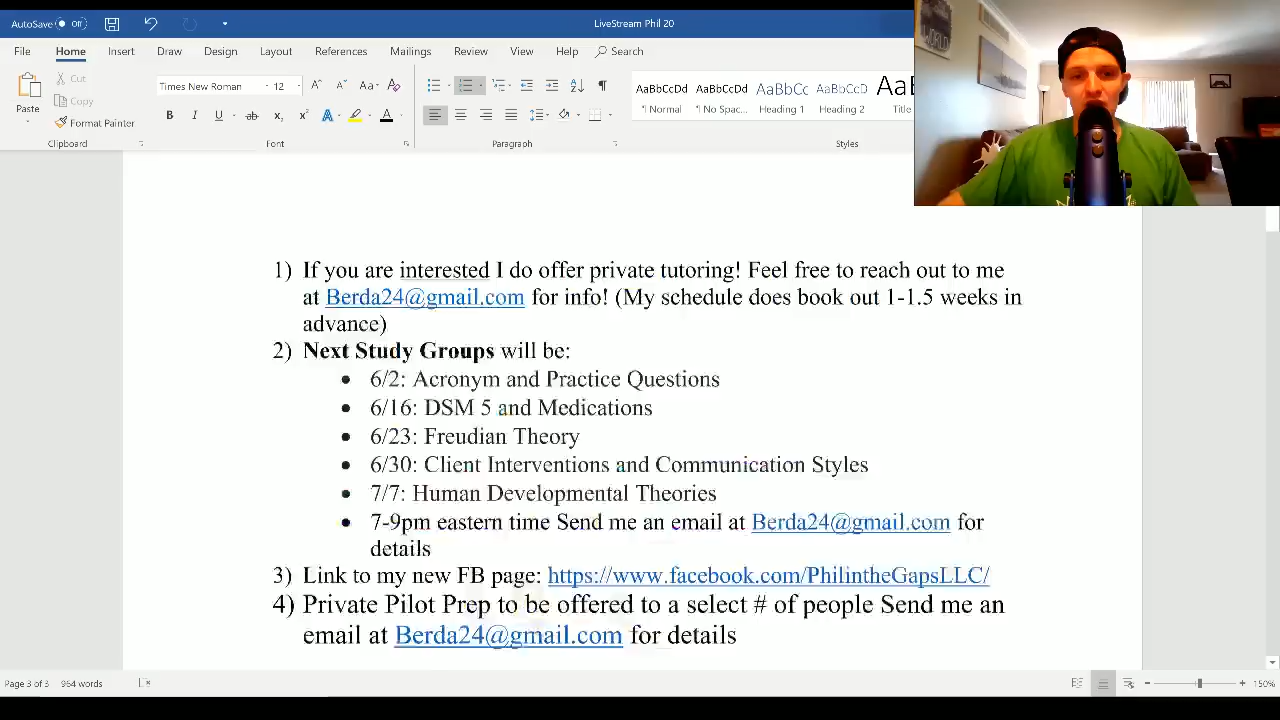 AutoSave Off
LiveStream Phil 20
File Home Insert Draw Design Layout References Mailings Review View Help Search
Paste
Cut
Copy
Format Painter
Times New Roman 12
AaBbCcDd AaBbCcDd AaBbCc AaBbCcD
¶ Normal ¶ No Spac... Heading 1 Heading 2 Title
Clipboard Font Paragraph Styles
WORLD
1) If you are interested I do offer private tutoring! Feel free to reach out to me
at Berda24@gmail.com for info! (My schedule does book out 1-1.5 weeks in
advance)
2) Next Study Groups will be:
• 6/2: Acronym and Practice Questions
• 6/16: DSM 5 and Medications
• 6/23: Freudian Theory
• 6/30: Client Interventions and Communication Styles
• 7/7: Human Developmental Theories
• 7-9pm eastern time Send me an email at Berda24@gmail.com for
details
3) Link to my new FB page: https://www.facebook.com/PhilintheGapsLLC/
4) Private Pilot Prep to be offered to a select # of people Send me an
email at Berda24@gmail.com for details
Page 3 of 3 964 words 150%